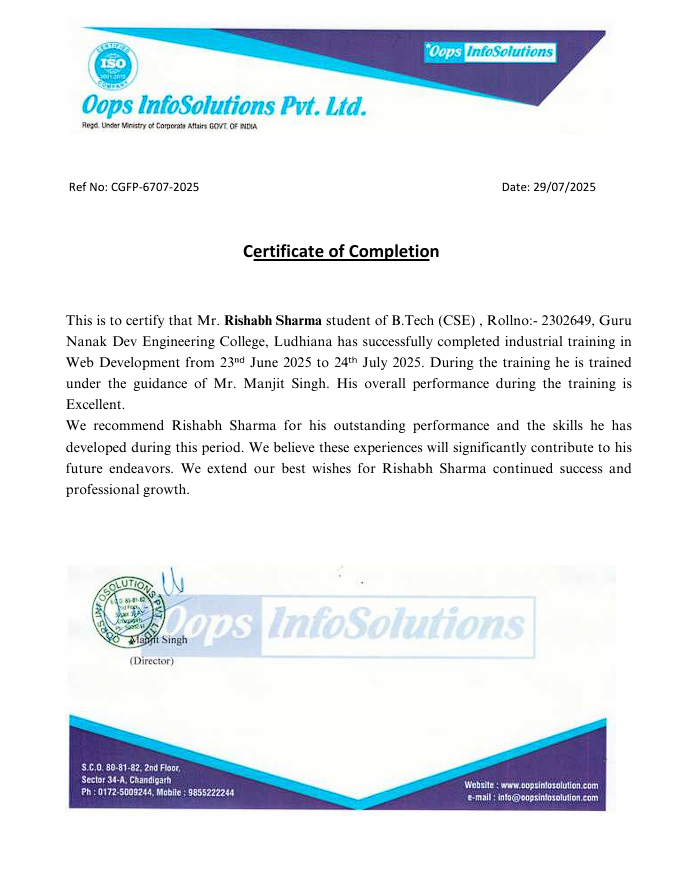 CERTIFIED
ISO
9001:2015
COMPANY
*Oops InfoSolutions
Oops InfoSolutions Pvt. Ltd.
Regd. Under Ministry of Corporate Affairs GOVT. OF INDIA
Ref No: CGFP-6707-2025
Date: 29/07/2025
Certificate of Completion
This is to certify that Mr. Rishabh Sharma student of B.Tech (CSE) , Rollno:- 2302649, Guru
Nanak Dev Engineering College, Ludhiana has successfully completed industrial training in
Web Development from 23ⁿᵈ June 2025 to 24ᵗʰ July 2025. During the training he is trained
under the guidance of Mr. Manjit Singh. His overall performance during the training is
Excellent.
We recommend Rishabh Sharma for his outstanding performance and the skills he has
developed during this period. We believe these experiences will significantly contribute to his
future endeavors. We extend our best wishes for Rishabh Sharma continued success and
professional growth.
OOPS INFOSOLUTIONS PVT. LTD.
S.C.O. 80-81-82
2nd Floor
Chandigarh
Oops InfoSolutions
Manjit Singh
(Director)
S.C.O. 80-81-82, 2nd Floor,
Sector 34-A, Chandigarh
Ph : 0172-5009244, Mobile : 9855222244
Website : www.oopsinfosolution.com
e-mail : info@oopsinfosolution.com